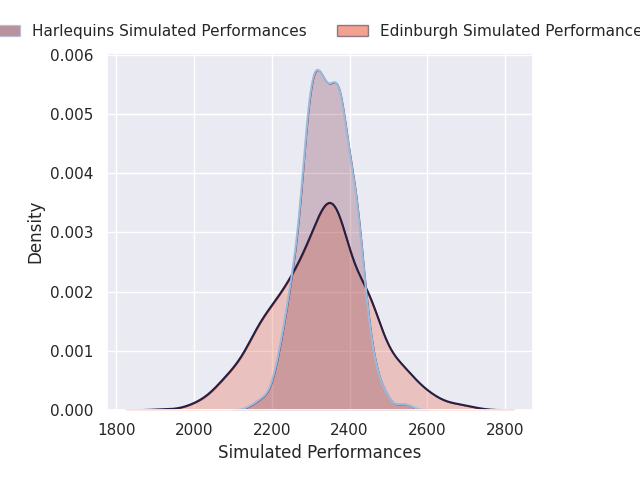 Harlequins Simulated Performances
Edinburgh Simulated Performance
0.006
0.005
0.004
0.003
0.002
0.001
0.000
Density
1800 2000 2200 2400 2600 2800
Simulated Performances